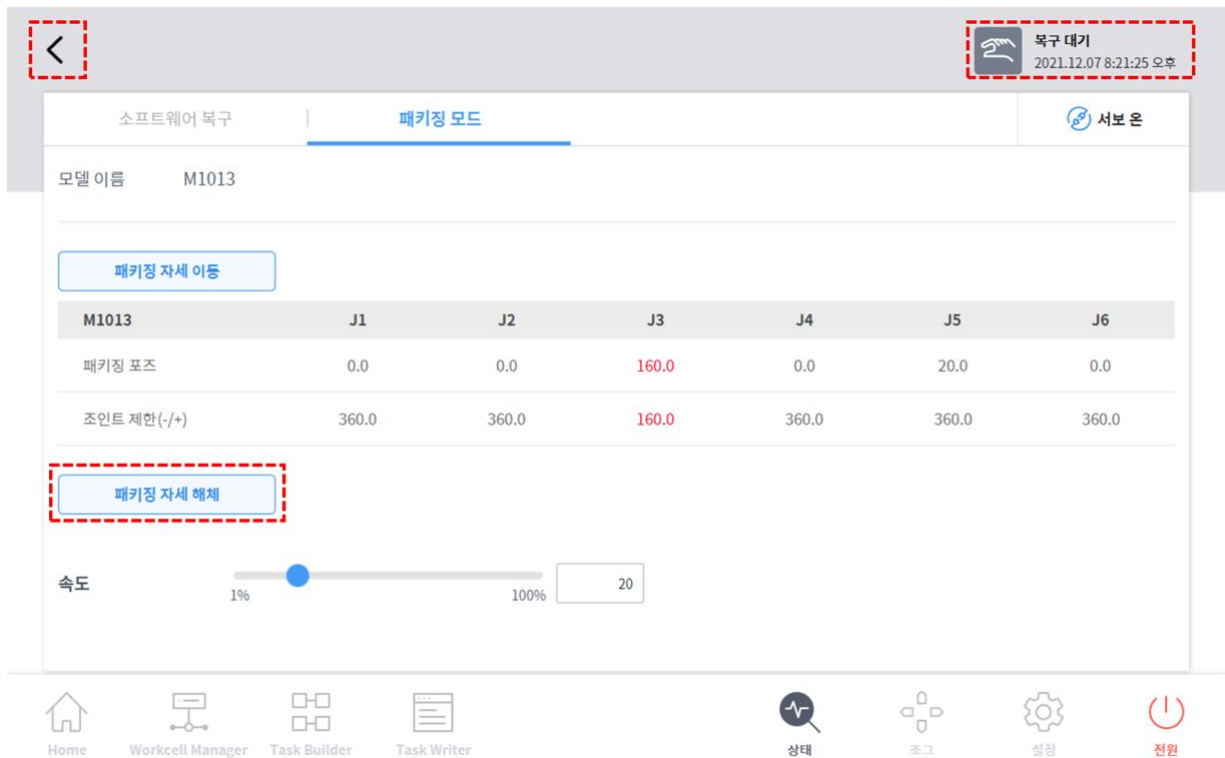 복구 대기
2021.12.07 8:21:25 오후
소프트웨어 복구 패키징 모드 서보 온
모델 이름 M1013
패키징 자세 이동
M1013 J1 J2 J3 J4 J5 J6
패키징 포즈 0.0 0.0 160.0 0.0 20.0 0.0
조인트 제한(-/+) 360.0 360.0 160.0 360.0 360.0 360.0
패키징 자세 해체
속도 20
1% 100%
Home Workcell Manager Task Builder Task Writer 상태 조그 설정 전원